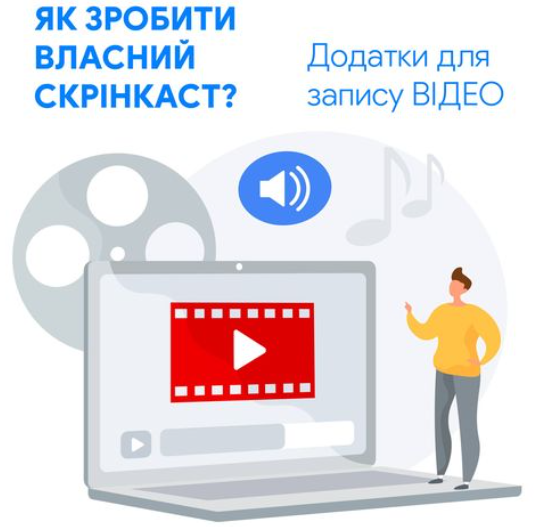 ЯК ЗРОБИТИ
ВЛАСНИЙ
СКРІНКАСТ?
Додатки для
запису ВІДЕО